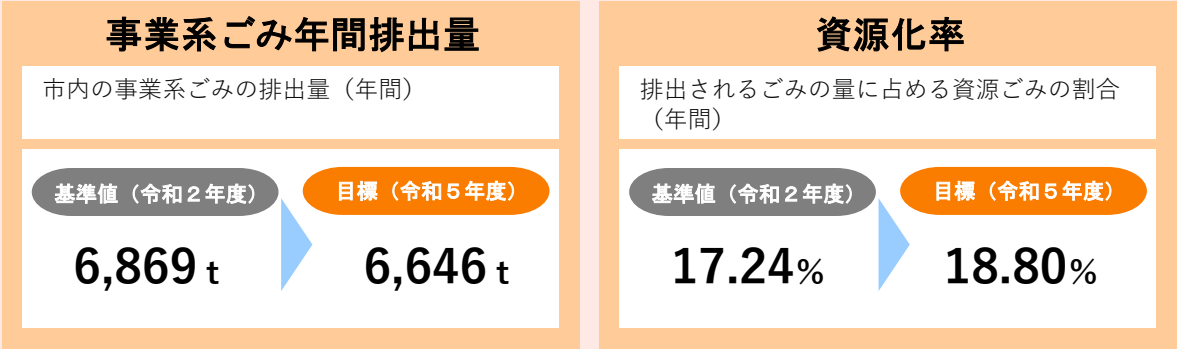 事業系ごみ年間排出量
市内の事業系ごみの排出量（年間）
基準値（令和２年度）
目標（令和５年度）
6,869 t
6,646 t
資源化率
排出されるごみの量に占める資源ごみの割合
（年間）
基準値（令和２年度）
目標（令和５年度）
17.24%
18.80%